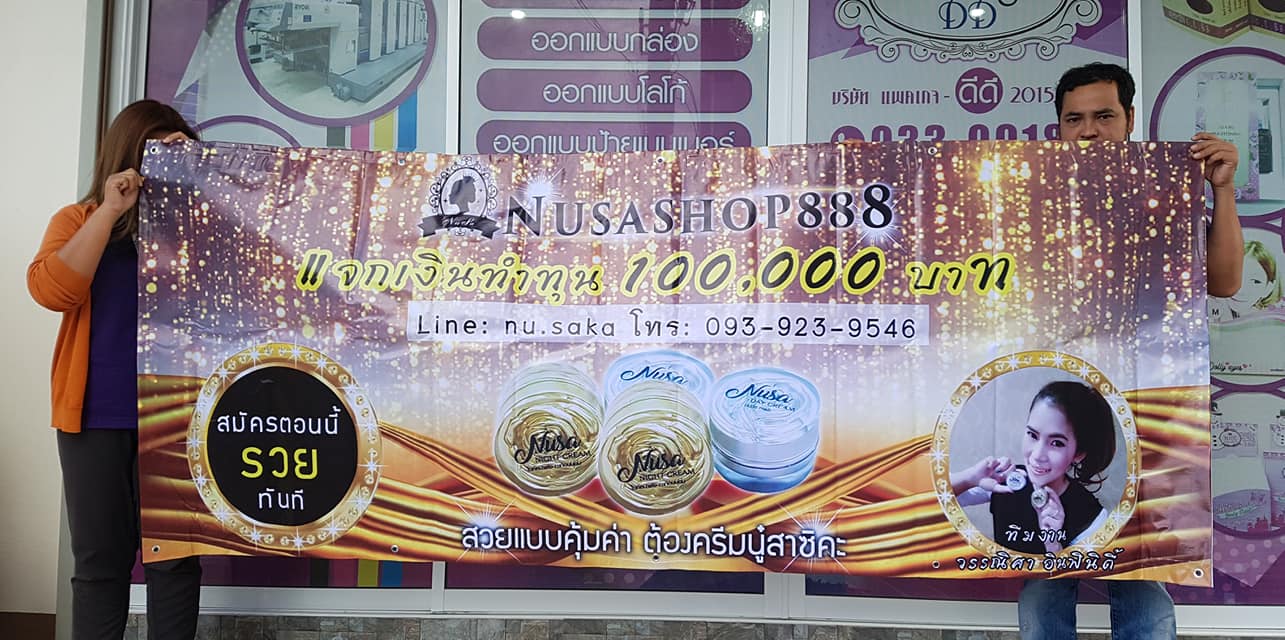 DD
ออกแบบกล่อง
ออกแบบโลโก้
บริษัท แพคเกจ - ดีดี 2015
ออกแบบป้ายแบนเนอร์
NUSASHOP888
แจกเงินทำทุน 100,000 บาท
Line: nu.saka โทร: 093-923-9546
สมัครตอนนี้
รวย
ทันที
Nusa
Nusa
DAY CREAM
Nusa
NIGHT CREAM
Nusa
NIGHT CREAM
สวยแบบคุ้มค่า ต้องครีมนู๋สาซิคะ
ทีมงาน
วรรณิศา อินฟินิตี้